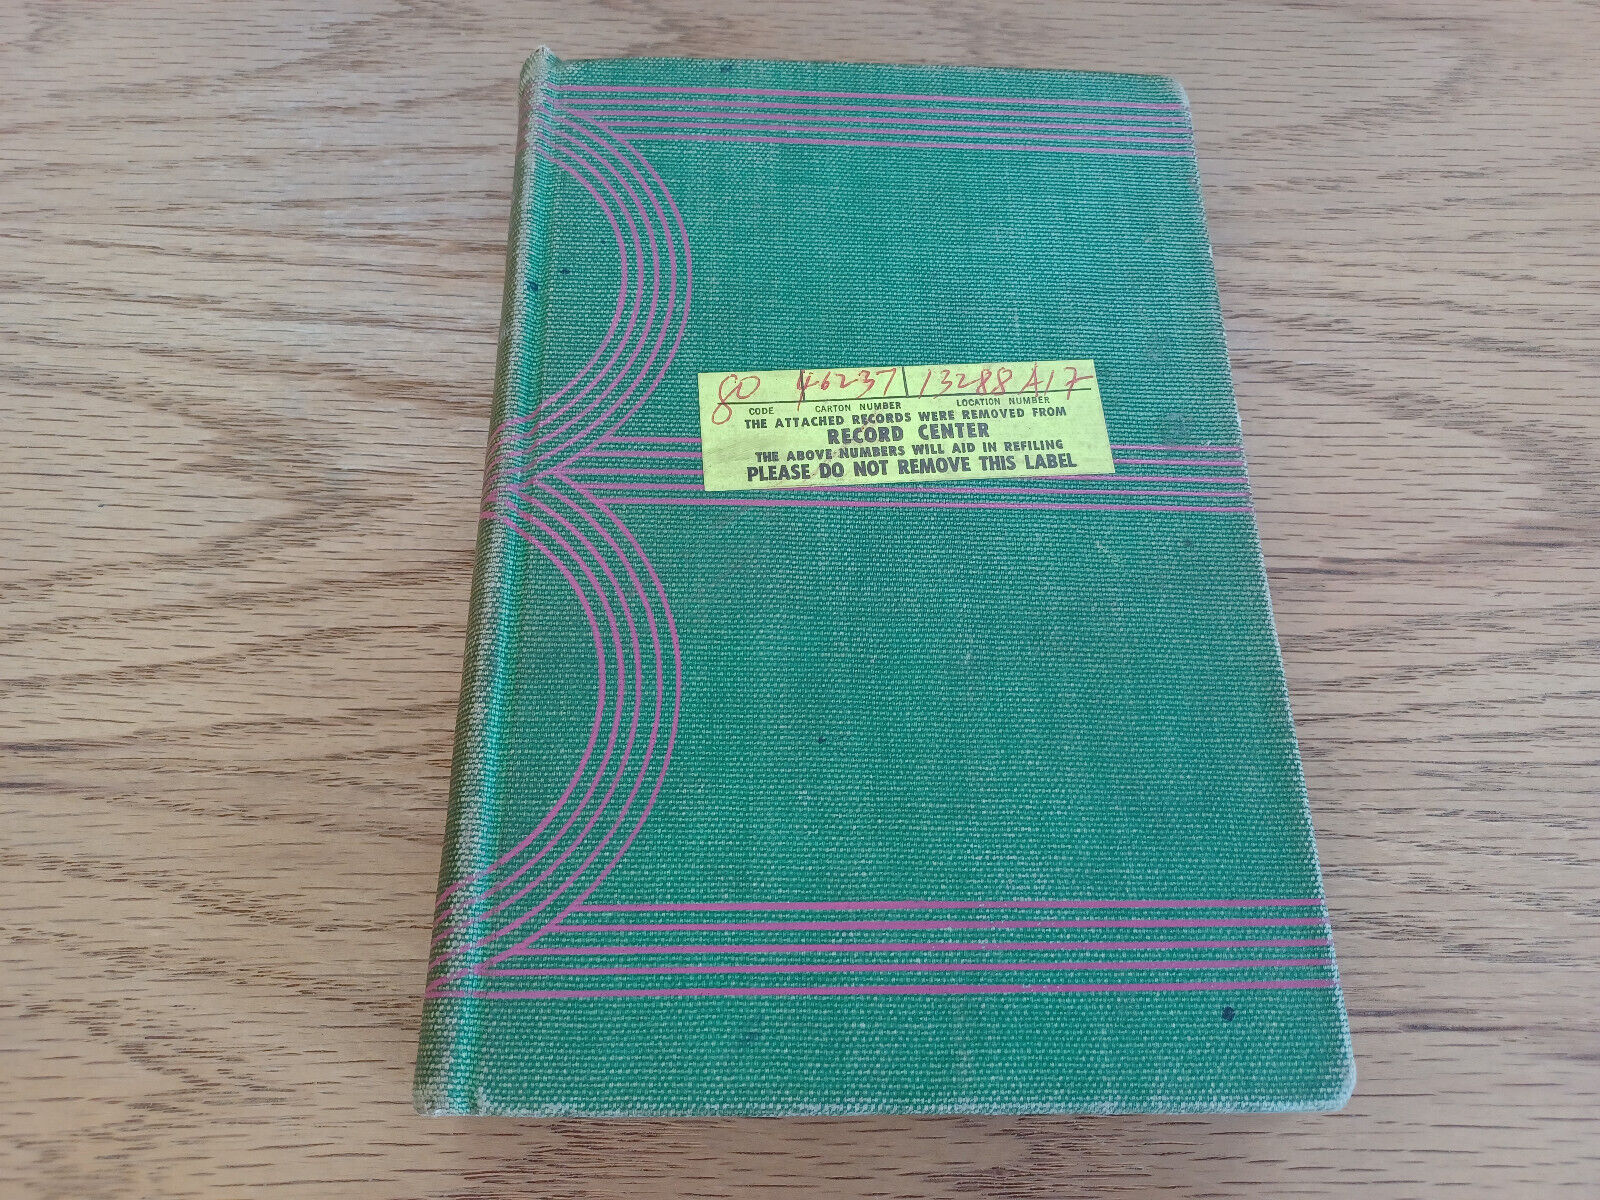 80 46237 13288 A17
CODE CARTON NUMBER LOCATION NUMBER
THE ATTACHED RECORDS WERE REMOVED FROM
RECORD CENTER
THE ABOVE NUMBERS WILL AID IN REFILING
PLEASE DO NOT REMOVE THIS LABEL